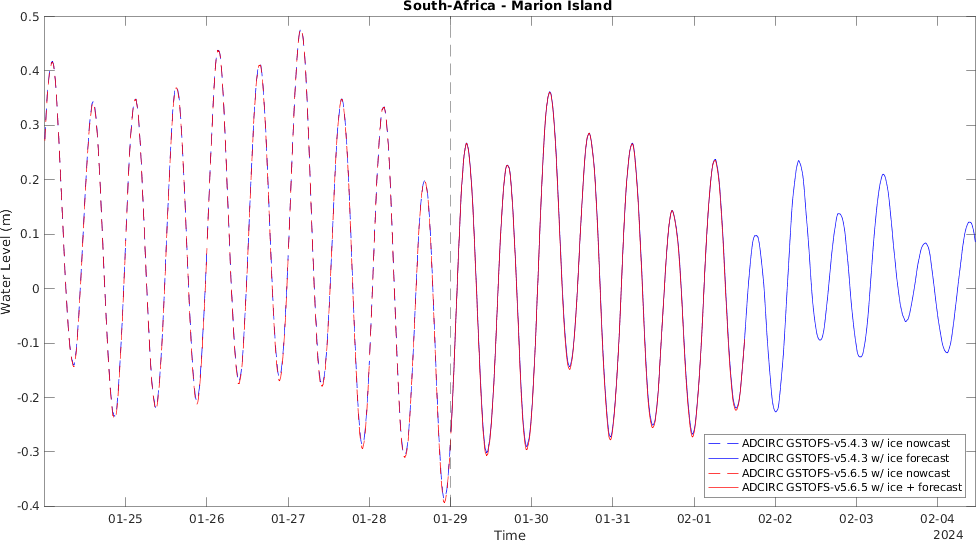 South-Africa - Marion Island
0.5
0.4
0.3
0.2
0.1
0
-0.1
-0.2
-0.3
-0.4
Water Level (m)
ADCIRC GSTOFS-v5.4.3 w/ ice nowcast
ADCIRC GSTOFS-v5.4.3 w/ ice forecast
ADCIRC GSTOFS-v5.6.5 w/ ice nowcast
ADCIRC GSTOFS-v5.6.5 w/ ice + forecast
01-25 01-26 01-27 01-28 01-29 01-30 01-31 02-01 02-02 02-03 02-04
Time
2024